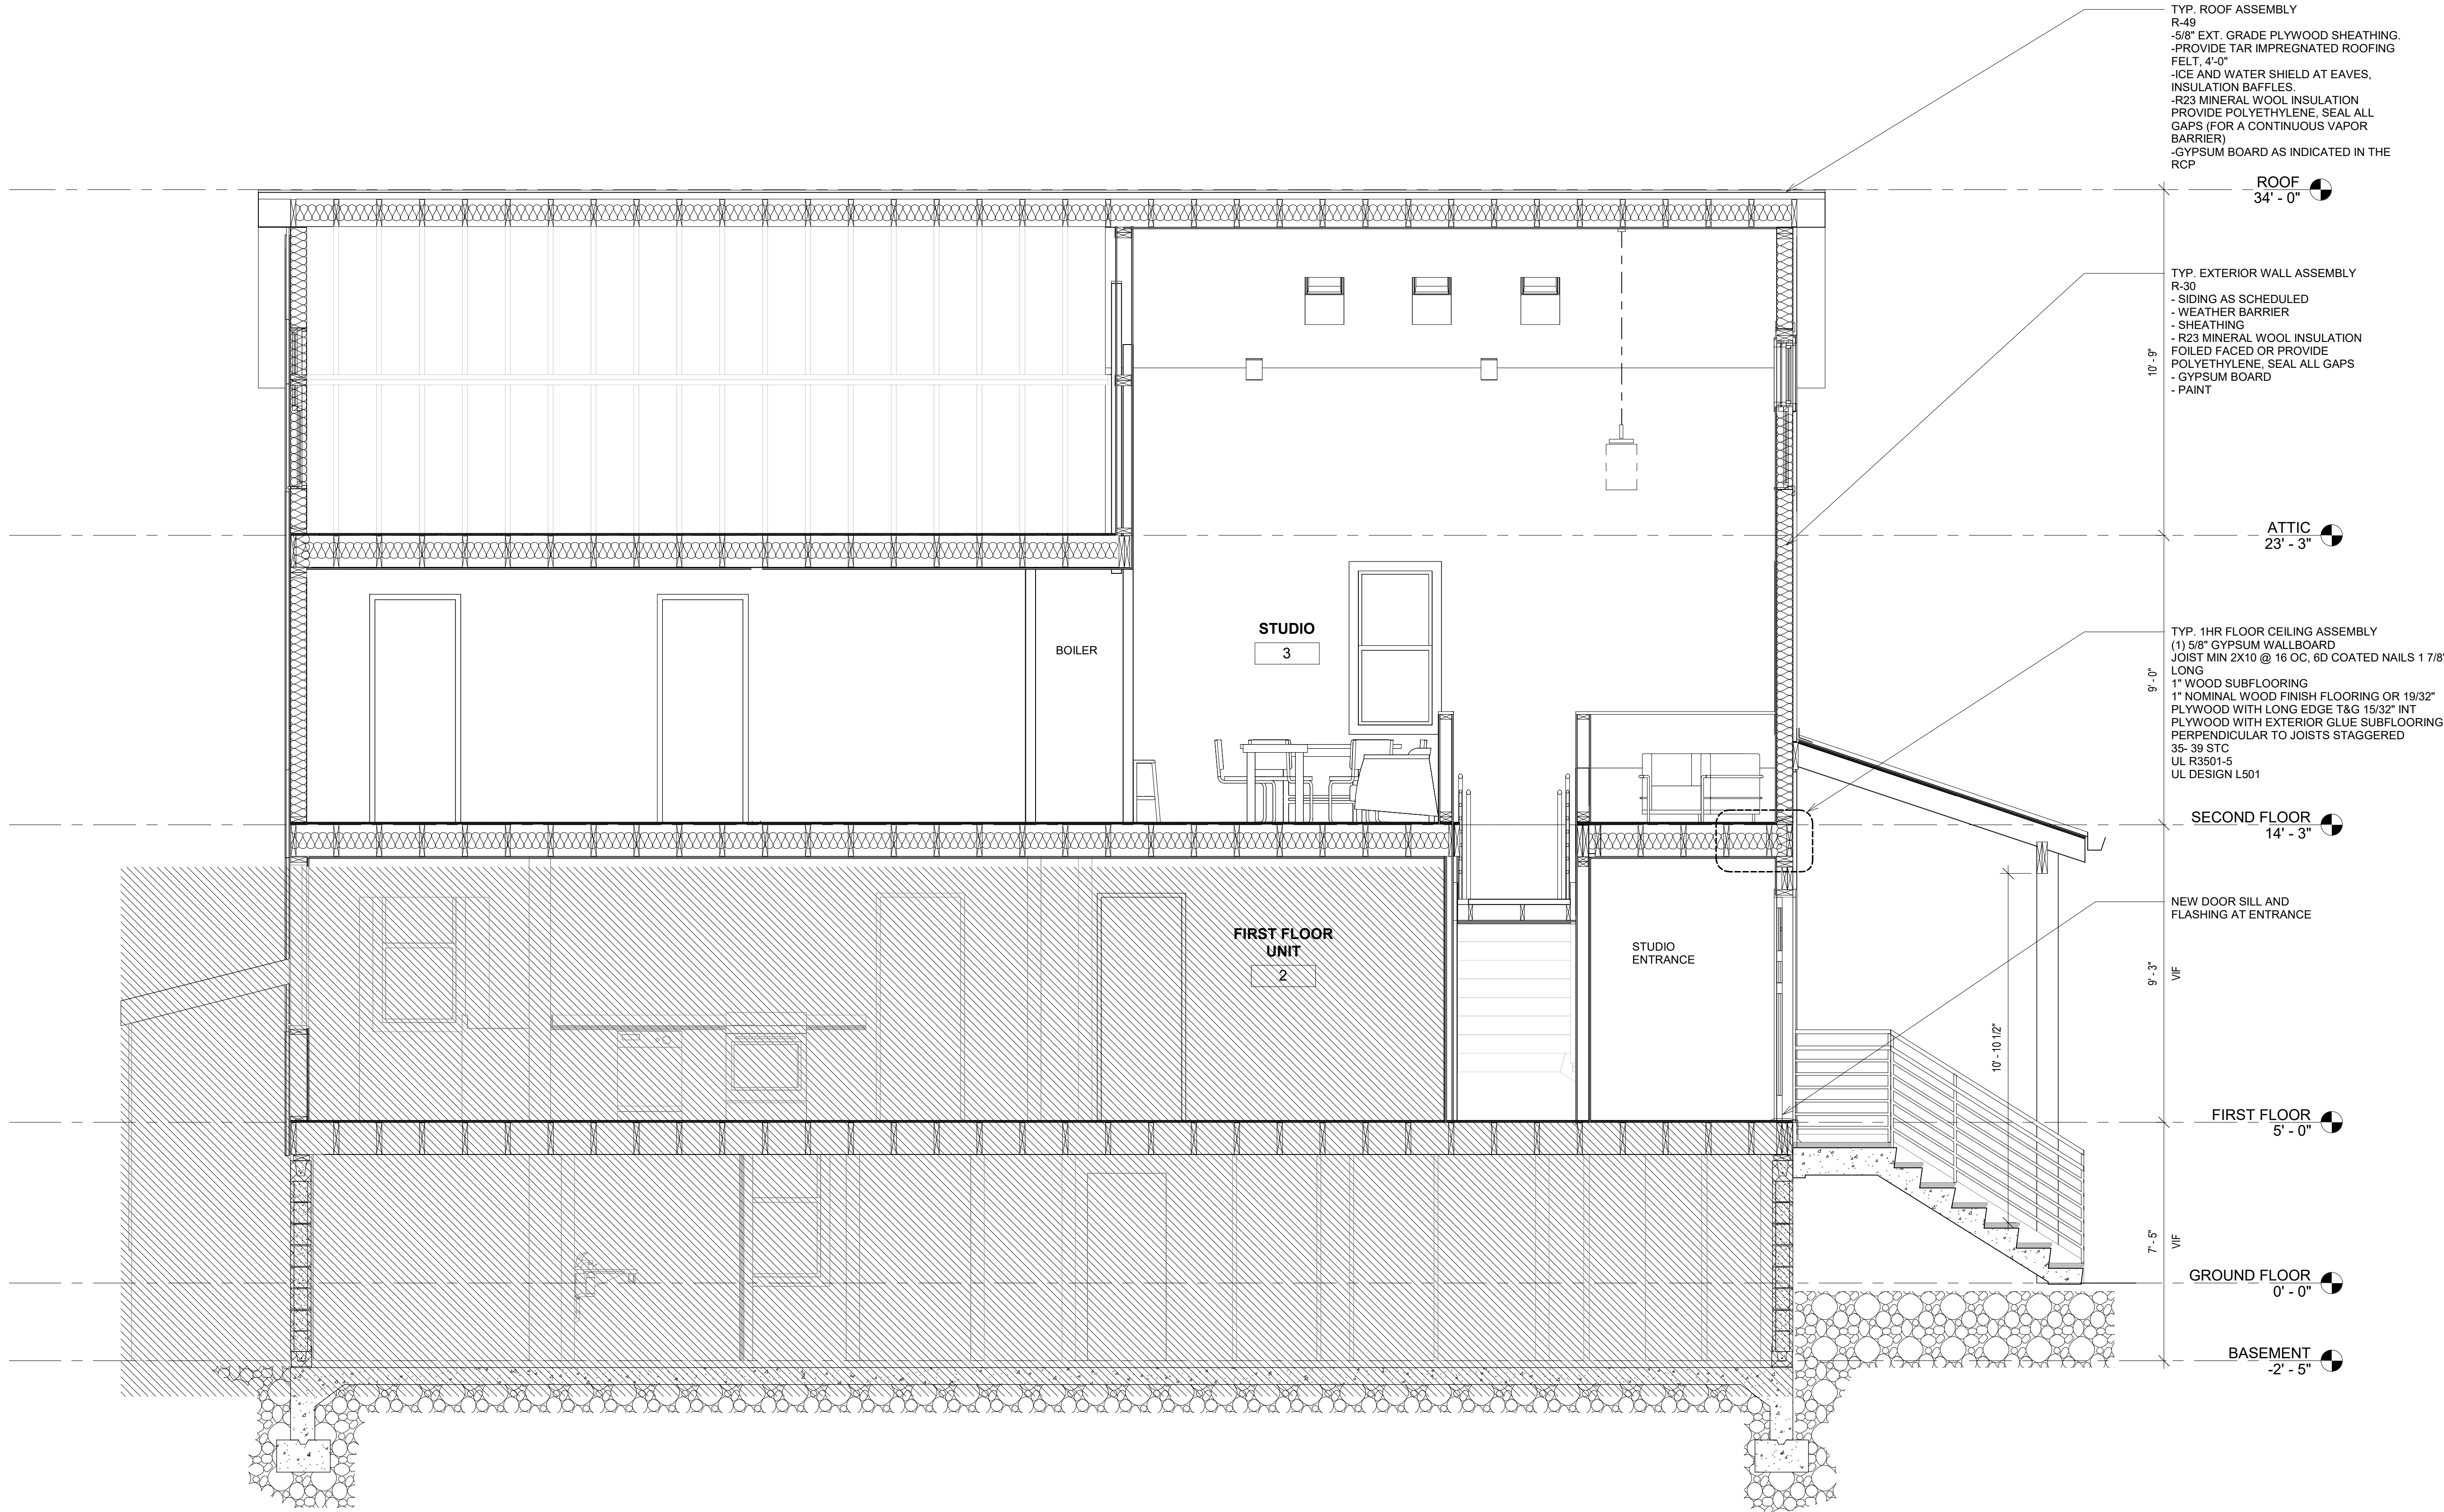 TYP. ROOF ASSEMBLY
R-49
-5/8" EXT. GRADE PLYWOOD SHEATHING.
-PROVIDE TAR IMPREGNATED ROOFING
FELT, 4'-0"
-ICE AND WATER SHIELD AT EAVES,
INSULATION BAFFLES.
-R23 MINERAL WOOL INSULATION
PROVIDE POLYETHYLENE, SEAL ALL
GAPS (FOR A CONTINUOUS VAPOR
BARRIER)
-GYPSUM BOARD AS INDICATED IN THE
RCP
ROOF
34' - 0"
TYP. EXTERIOR WALL ASSEMBLY
R-30
- SIDING AS SCHEDULED
- WEATHER BARRIER
- SHEATHING
- R23 MINERAL WOOL INSULATION
FOILED FACED OR PROVIDE
POLYETHYLENE, SEAL ALL GAPS
- GYPSUM BOARD
- PAINT
10' - 9"
ATTIC
23' - 3"
BOILER
STUDIO
3
TYP. 1HR FLOOR CEILING ASSEMBLY
(1) 5/8" GYPSUM WALLBOARD
JOIST MIN 2X10 @ 16 OC, 6D COATED NAILS 1 7/8"
LONG
1" WOOD SUBFLOORING
1" NOMINAL WOOD FINISH FLOORING OR 19/32"
PLYWOOD WITH LONG EDGE T&G 15/32" INT
PLYWOOD WITH EXTERIOR GLUE SUBFLOORING
PERPENDICULAR TO JOISTS STAGGERED
35- 39 STC
UL R3501-5
UL DESIGN L501
9' - 0"
SECOND FLOOR
14' - 3"
NEW DOOR SILL AND
FLASHING AT ENTRANCE
FIRST FLOOR
UNIT
2
STUDIO
ENTRANCE
9' - 3"
VIF
10' - 10 1/2"
FIRST FLOOR
5' - 0"
7' - 5"
VIF
GROUND FLOOR
0' - 0"
BASEMENT
-2' - 5"